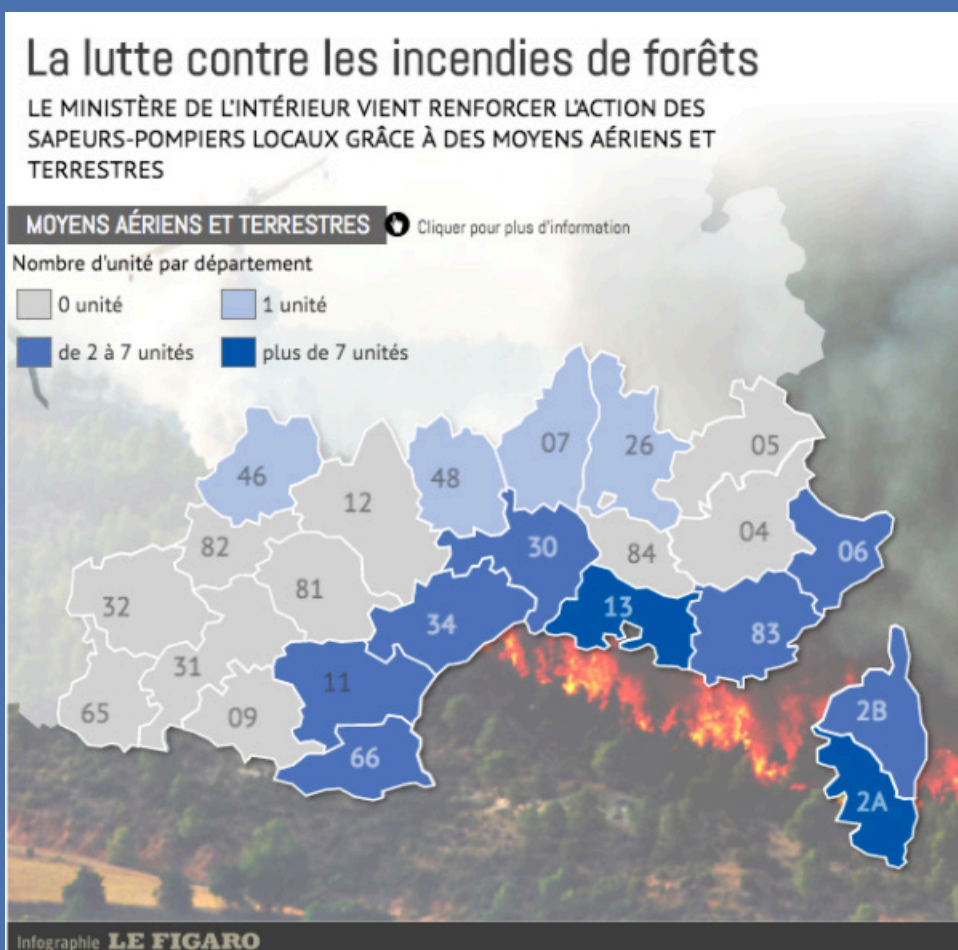 La lutte contre les incendies de forêts
LE MINISTÈRE DE L'INTÉRIEUR VIENT RENFORCER L'ACTION DES
SAPEURS-POMPIERS LOCAUX GRÂCE À DES MOYENS AÉRIENS ET
TERRESTRES
MOYENS AÉRIENS ET TERRESTRES Cliquer pour plus d'information
Nombre d'unité par département
0 unité 1 unité
de 2 à 7 unités plus de 7 unités
07 26 05
46 12 48
82 30 84 04 06
32 81 34 13 83
31 11
65 09 66 2B
2A
Infographie LE FIGARO